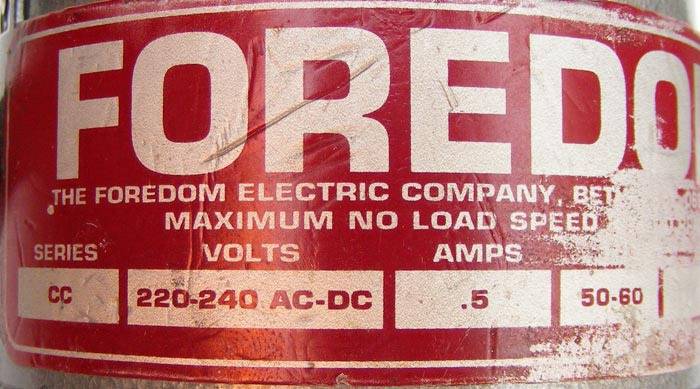 FOREDO
THE FOREDOM ELECTRIC COMPANY, BET
MAXIMUM NO LOAD SPEED
SERIES VOLTS AMPS
CC 220-240 AC-DC .5 50-60